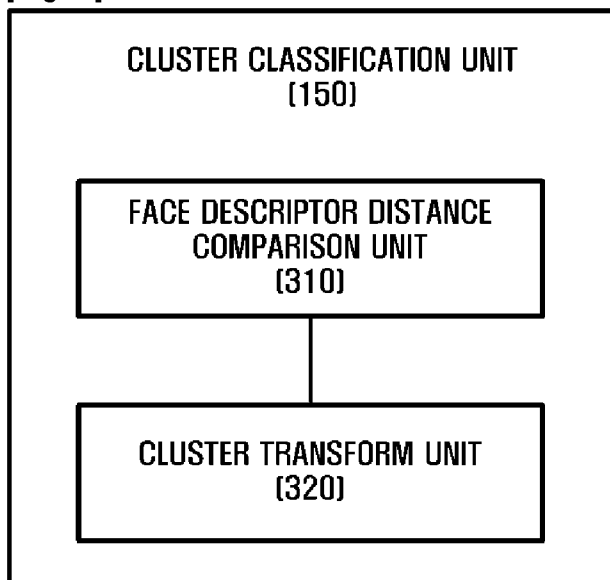 CLUSTER CLASSIFICATION UNIT
(150)
FACE DESCRIPTOR DISTANCE
COMPARISON UNIT
(310)
CLUSTER TRANSFORM UNIT
(320)